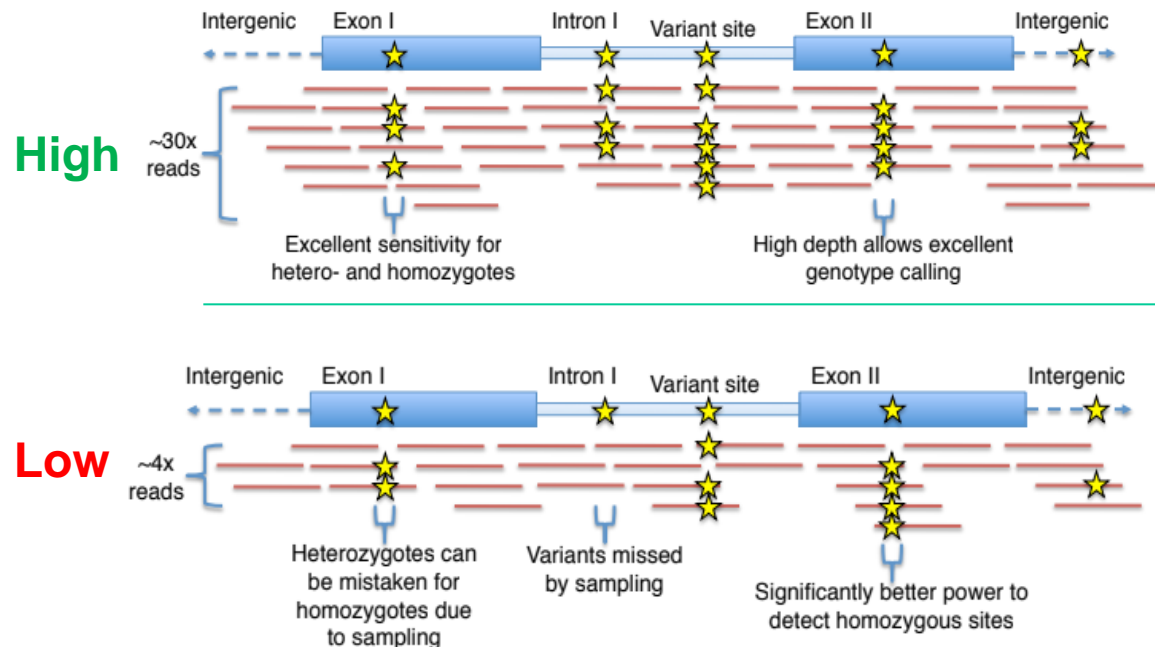 Intergenic Exon I Intron I Variant site Exon II Intergenic
High
~30x
reads
Excellent sensitivity for
hetero- and homozygotes
High depth allows excellent
genotype calling
Intergenic Exon I Intron I Variant site Exon II Intergenic
Low
~4x
reads
Heterozygotes can
be mistaken for
homozygotes due
to sampling
Variants missed
by sampling
Significantly better power to
detect homozygous sites